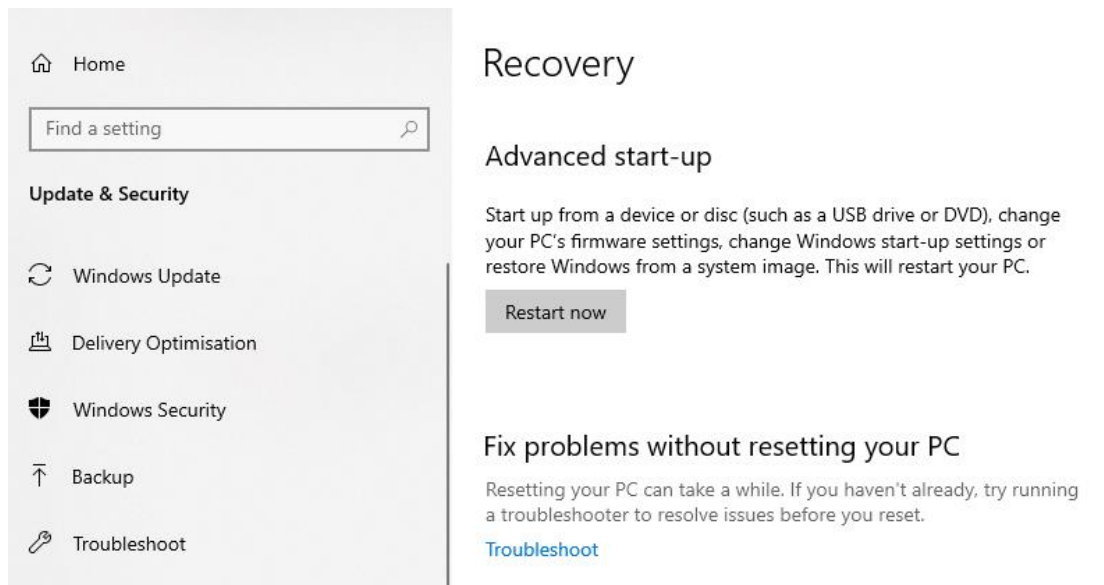 Home
Find a setting
Update & Security
Windows Update
Delivery Optimisation
Windows Security
Backup
Troubleshoot
Recovery
Advanced start-up
Start up from a device or disc (such as a USB drive or DVD), change
your PC's firmware settings, change Windows start-up settings or
restore Windows from a system image. This will restart your PC.
Restart now
Fix problems without resetting your PC
Resetting your PC can take a while. If you haven't already, try running
a troubleshooter to resolve issues before you reset.
Troubleshoot